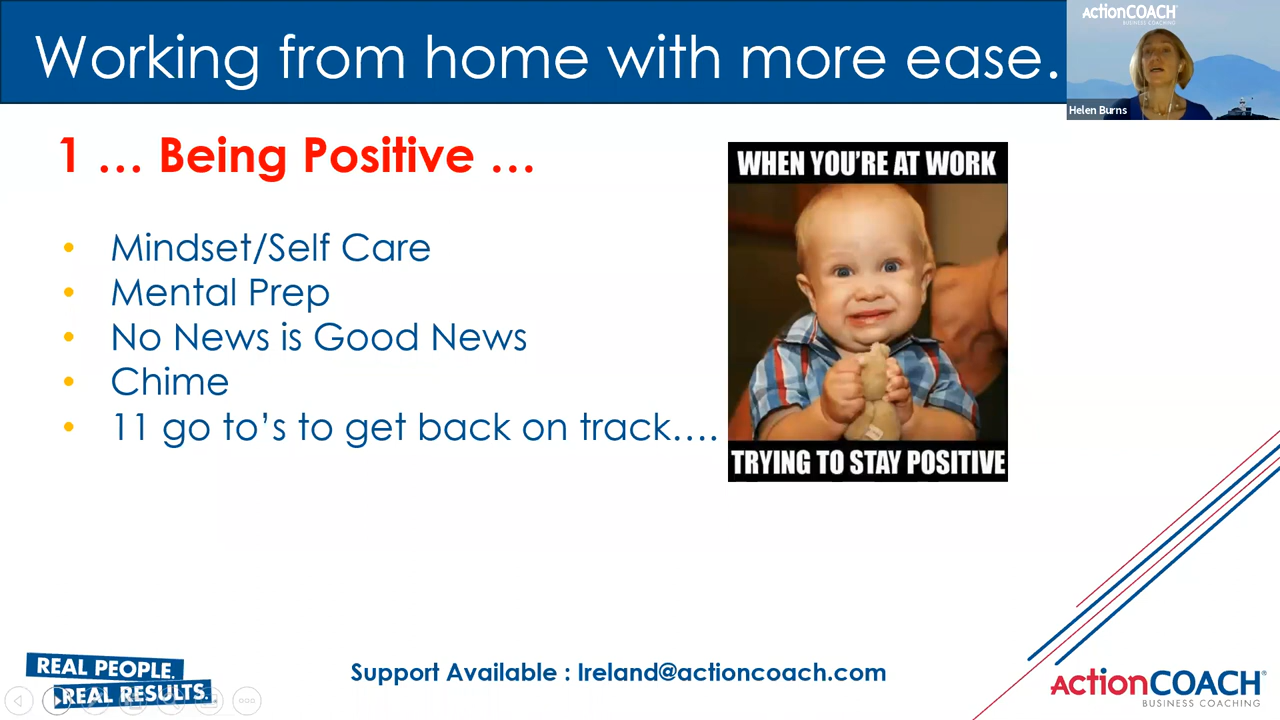 Working from home with more ease.
actionCOACH
BUSINESS COACHING
Helen Burns
1 … Being Positive …
• Mindset/Self Care
• Mental Prep
• No News is Good News
• Chime
• 11 go to’s to get back on track….
WHEN YOU'RE AT WORK
TRYING TO STAY POSITIVE
REAL PEOPLE.
REAL RESULTS.
Support Available : Ireland@actioncoach.com
ActionCOACH®
BUSINESS COACHING